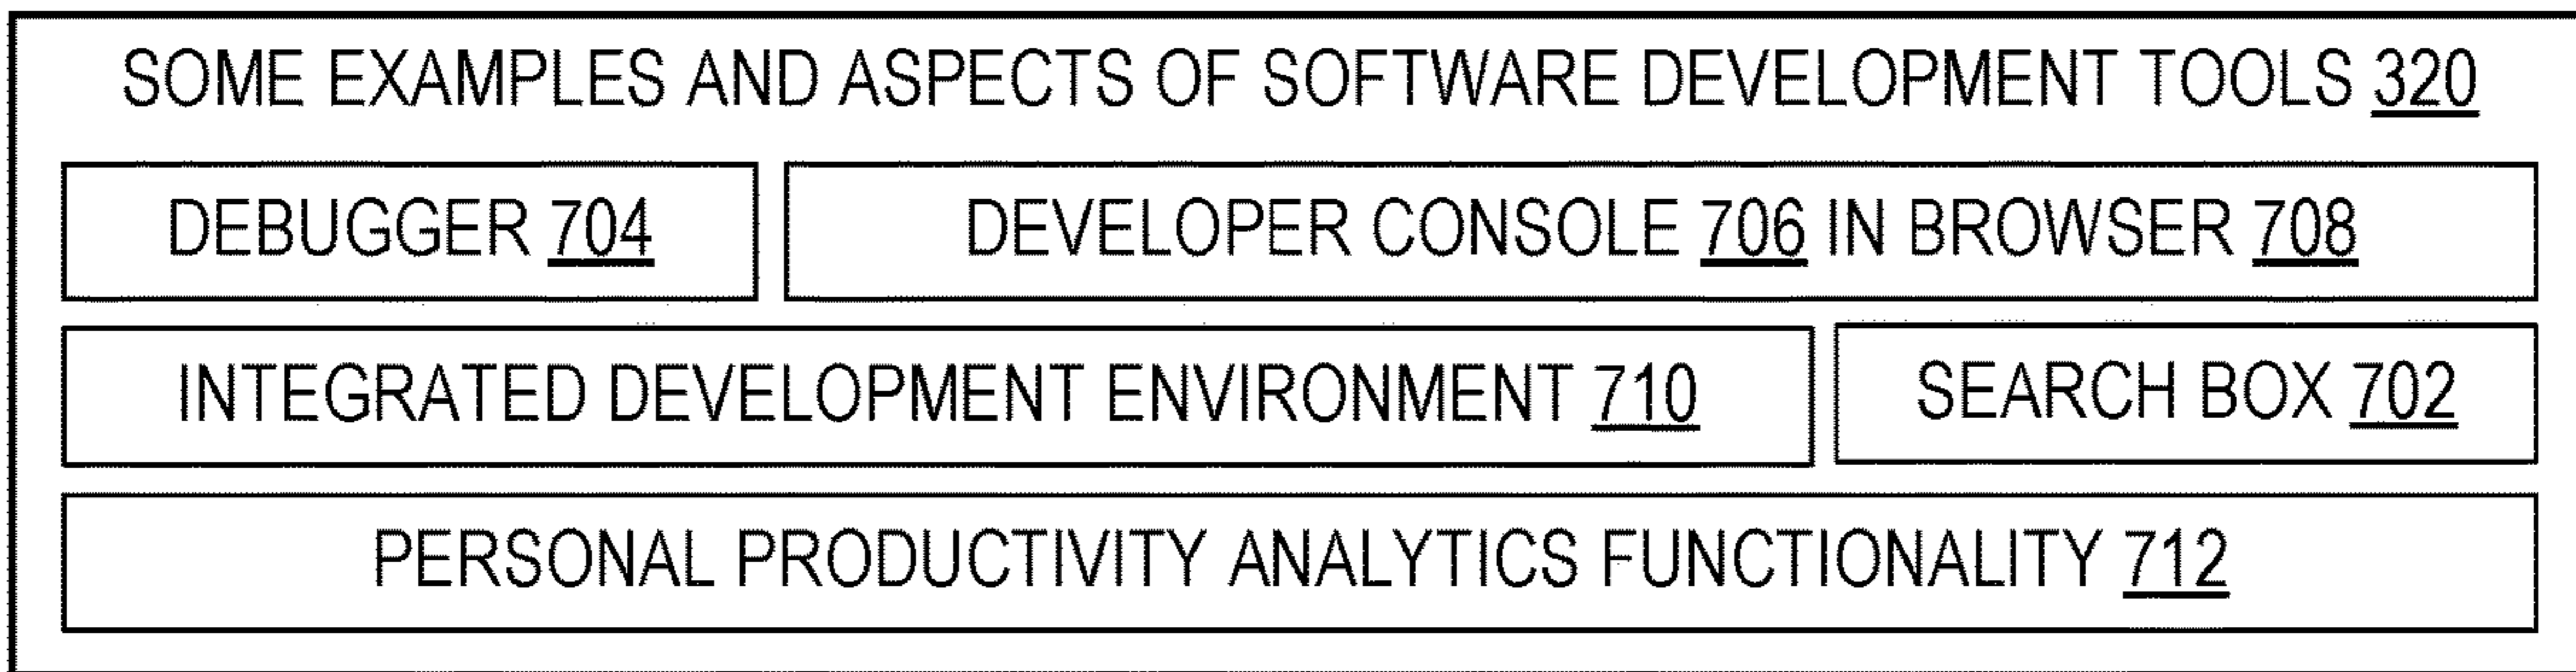 SOME EXAMPLES AND ASPECTS OF SOFTWARE DEVELOPMENT TOOLS 320
DEBUGGER 704
DEVELOPER CONSOLE 706 IN BROWSER 708
INTEGRATED DEVELOPMENT ENVIRONMENT 710
SEARCH BOX 702
PERSONAL PRODUCTIVITY ANALYTICS FUNCTIONALITY 712